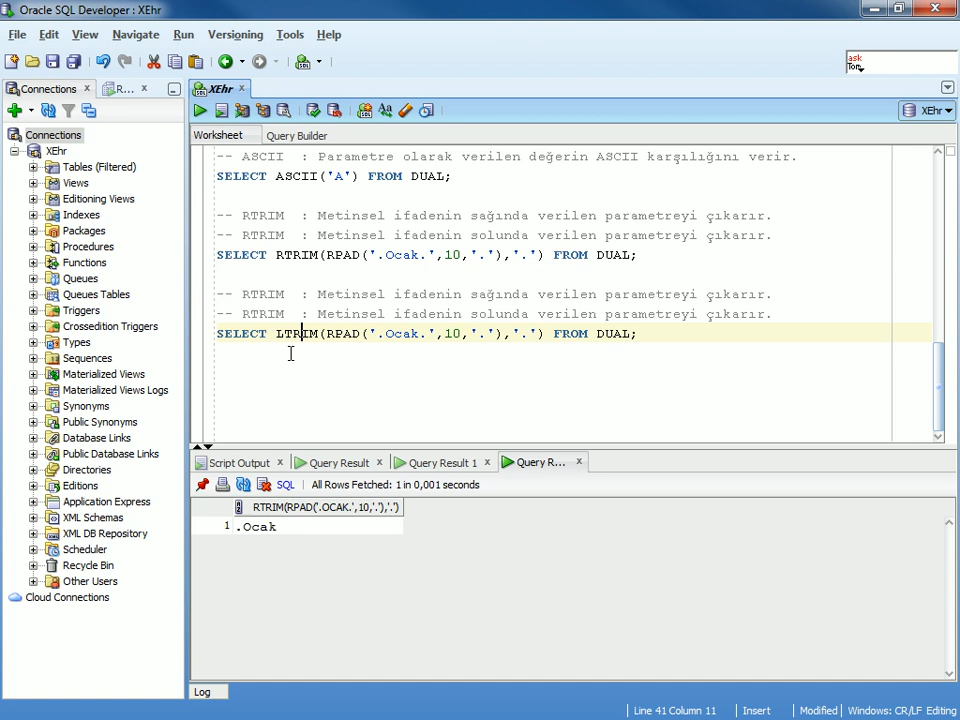 Oracle SQL Developer : XEhr
File Edit View Navigate Run Versioning Tools Help
ask
Tom
Connections R... XEhr
XEhr
Worksheet Query Builder
Connections
XEhr
Tables (Filtered)
Views
Editioning Views
Indexes
Packages
Procedures
Functions
Queues
Queues Tables
Triggers
Crossedition Triggers
Types
Sequences
Materialized Views
Materialized Views Logs
Synonyms
Public Synonyms
Database Links
Public Database Links
Directories
Editions
Application Express
XML Schemas
XML DB Repository
Scheduler
Recycle Bin
Other Users
Cloud Connections
-- ASCII : Parametre olarak verilen değerin ASCII karşılığını verir.
SELECT ASCII('A') FROM DUAL;
-- RTRIM : Metinsel ifadenin sağında verilen parametreyi çıkarır.
-- RTRIM : Metinsel ifadenin solunda verilen parametreyi çıkarır.
SELECT RTRIM(RPAD('.Ocak.',10,'.'),'.') FROM DUAL;
-- RTRIM : Metinsel ifadenin sağında verilen parametreyi çıkarır.
-- RTRIM : Metinsel ifadenin solunda verilen parametreyi çıkarır.
SELECT LTRIM(RPAD('.Ocak.',10,'.'),'.') FROM DUAL;
Script Output Query Result Query Result 1 Query R...
SQL All Rows Fetched: 1 in 0,001 seconds
RTRIM(RPAD('.OCAK.',10,'.'),'.')
1 .Ocak
Log
Line 41 Column 11 Insert Modified Windows: CR/LF Editing